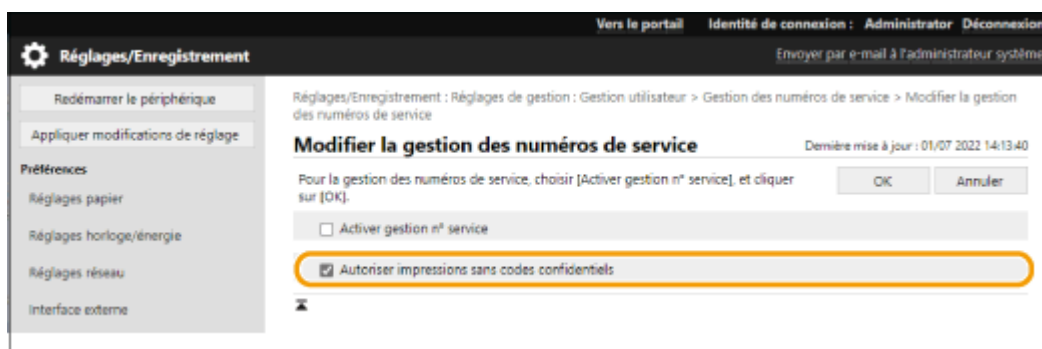 Vers le portail Identité de connexion : Administrator Déconnexion
Réglages/Enregistrement
Envoyer par e-mail à l'administrateur système
Redémarrer le périphérique
Appliquer modifications de réglage
Préférences
Réglages papier
Réglages horloge/énergie
Réglages réseau
Interface externe
Réglages/Enregistrement : Réglages de gestion : Gestion utilisateur > Gestion des numéros de service > Modifier la gestion
des numéros de service
Modifier la gestion des numéros de service
Dernière mise à jour : 01/07 2022 14:13:40
Pour la gestion des numéros de service, choisir [Activer gestion n° service], et cliquer
sur [OK].
OK
Annuler
Activer gestion n° service
Autoriser impressions sans codes confidentiels